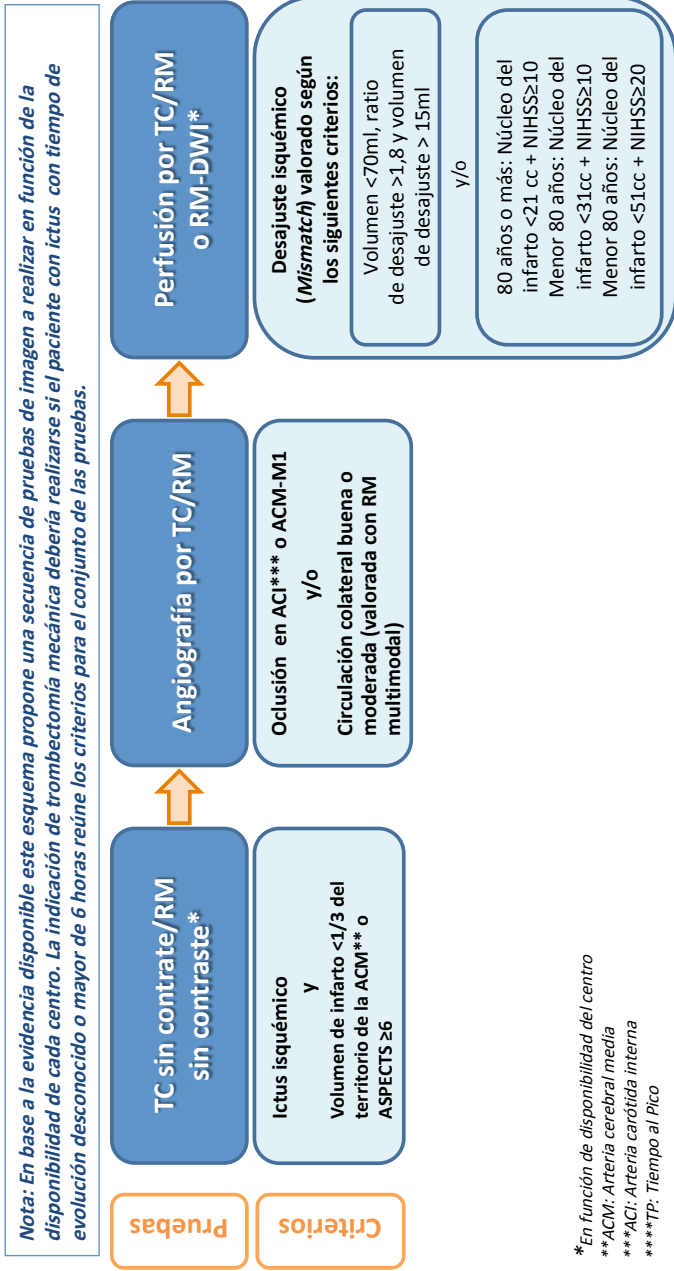 Nota: En base a la evidencia disponible este esquema propone una secuencia de pruebas de imagen a realizar en función de la
disponibilidad de cada centro. La indicación de trombectomía mecánica debería realizarse si el paciente con ictus con tiempo de
evolución desconocido o mayor de 6 horas reúne los criterios para el conjunto de las pruebas.
Pruebas
TC sin contrate/RM
sin contraste*
Angiografía por TC/RM
Perfusión por TC/RM
o RM-DWI*
Criterios
Ictus isquémico
y
Volumen de infarto <1/3 del
territorio de la ACM** o
ASPECTS ≥6
Oclusión en ACI*** o ACM-M1
y/o
Circulación colateral buena o
moderada (valorada con RM
multimodal)
Desajuste isquémico
(Mismatch) valorado según
los siguientes criterios:
Volumen <70ml, ratio
de desajuste >1,8 y volumen
de desajuste > 15ml
y/o
80 años o más: Núcleo del
infarto <21 cc + NIHSS≥10
Menor 80 años: Núcleo del
infarto <31cc + NIHSS≥10
Menor 80 años: Núcleo del
infarto <51cc + NIHSS≥20
*En función de disponibilidad del centro
**ACM: Arteria cerebral media
***ACI: Arteria carótida interna
****TP: Tiempo al Pico